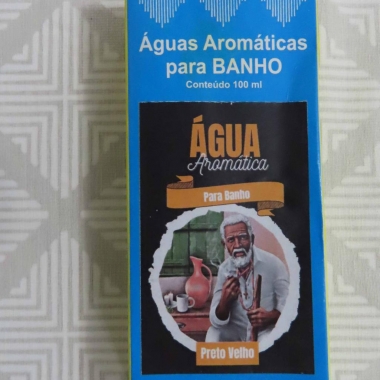 Águas Aromáticas
para BANHO
Conteúdo 100 ml
ÁGUA
Aromática
Para Banho
Preto Velho